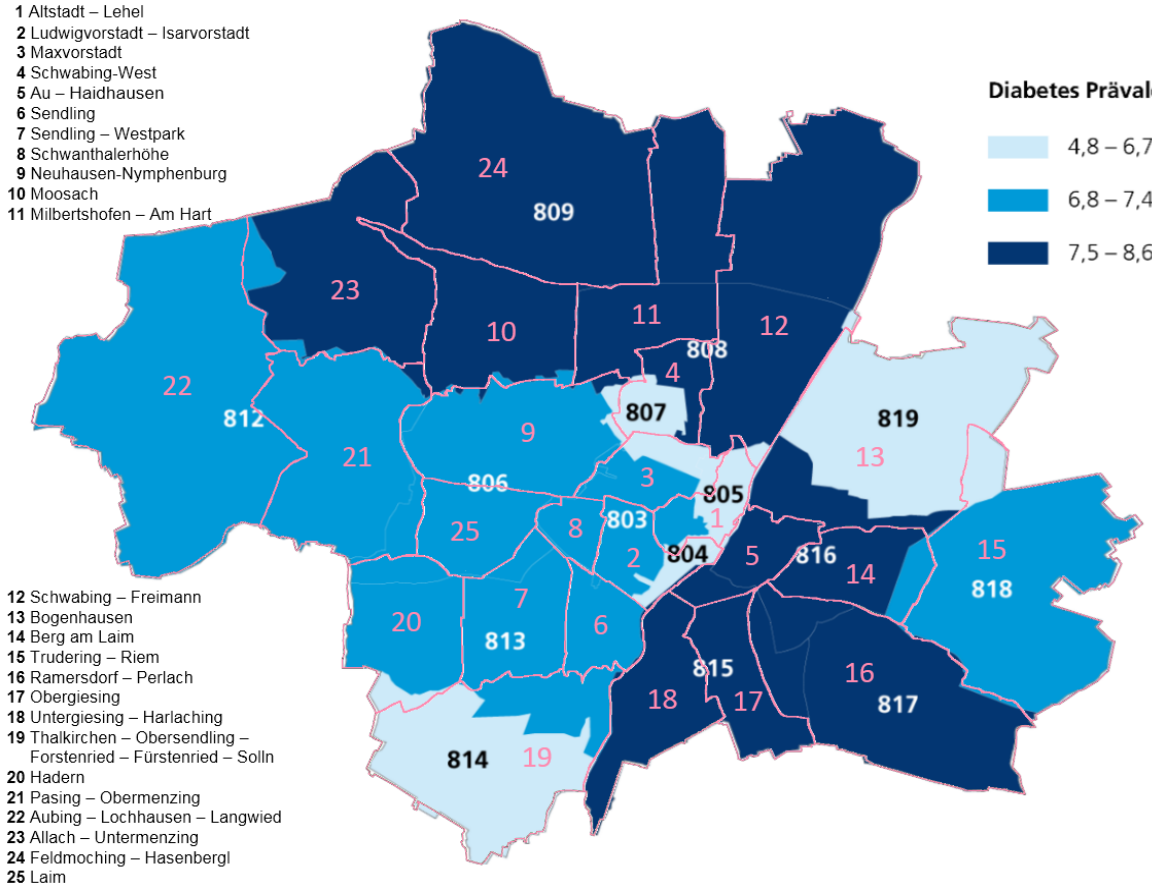 1 Altstadt – Lehel
2 Ludwigvorstadt – Isarvorstadt
3 Maxvorstadt
4 Schwabing-West
5 Au – Haidhausen
6 Sendling
7 Sendling – Westpark
8 Schwanthalerhöhe
9 Neuhausen-Nymphenburg
10 Moosach
11 Milbertshofen – Am Hart
Diabetes Präval
4,8 – 6,7
6,8 – 7,4
7,5 – 8,6
24
809
23
10
11
12
808
4
22
812
807
819
9
13
21
806
3
805
25
8
803
1
2
804
5
816
14
15
818
20
7
813
6
18
815
17
16
817
814
19
12 Schwabing – Freimann
13 Bogenhausen
14 Berg am Laim
15 Trudering – Riem
16 Ramersdorf – Perlach
17 Obergiesing
18 Untergiesing – Harlaching
19 Thalkirchen – Obersendling –
Forstenried – Fürstenried – Solln
20 Hadern
21 Pasing – Obermenzing
22 Aubing – Lochhausen – Langwied
23 Allach – Untermenzing
24 Feldmoching – Hasenbergl
25 Laim